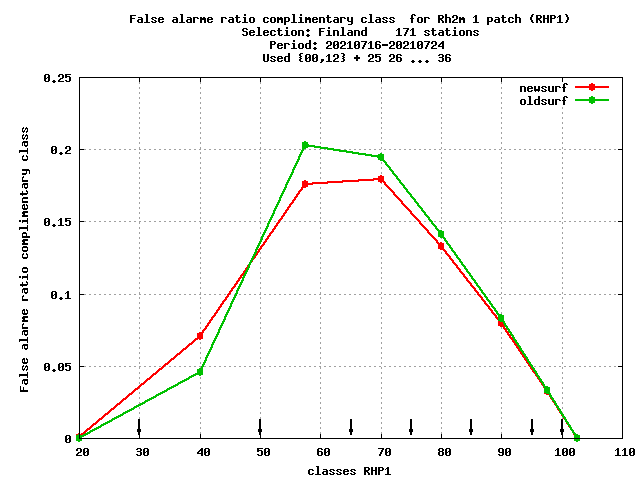 False alarme ratio complimentary class  for Rh2m 1 patch (RHP1)
Selection: Finland    171 stations
Period: 20210716-20210724
Used {00,12} + 25 26 ... 36
newsurf
oldsurf
False alarme ratio complimentary class
0.25
0.2
0.15
0.1
0.05
0
20 30 40 50 60 70 80 90 100 110
classes RHP1